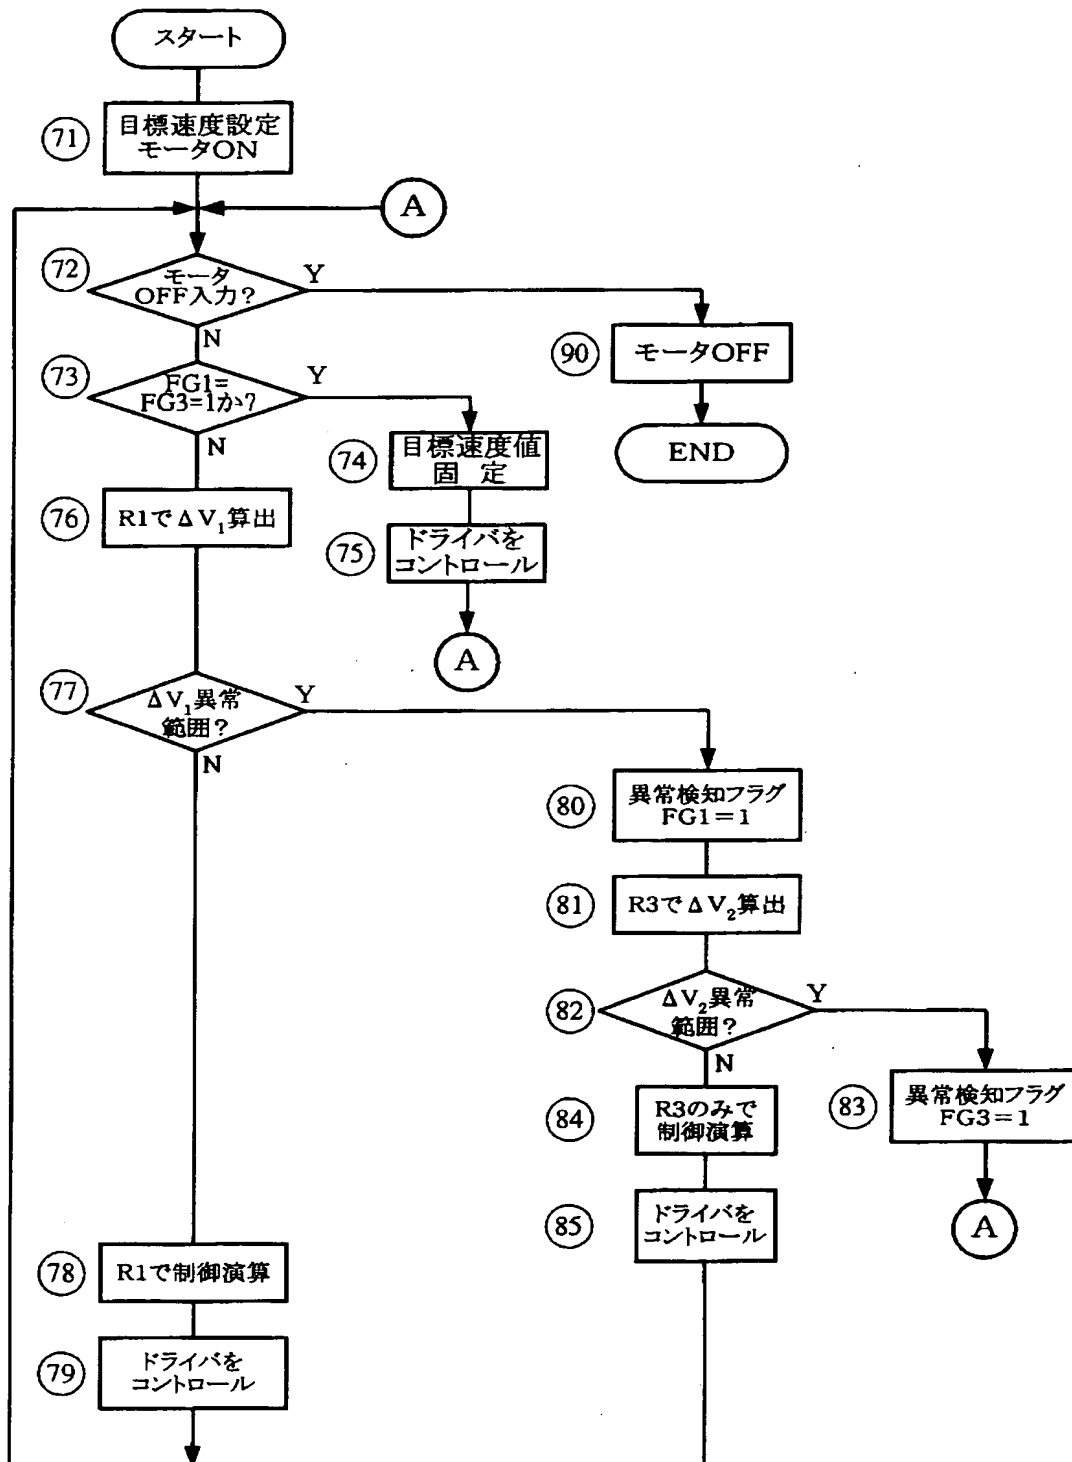 スタート
71
目標速度設定
モータON
A
72
モータ
OFF入力？
Y
N
90
モータOFF
END
73
FG1=
FG3=1か？
Y
N
74
目標速度値
固　定
75
ドライバを
コントロール
A
76
R1でΔV₁算出
77
ΔV₁異常
範囲？
Y
N
80
異常検知フラグ
FG1＝1
81
R3でΔV₂算出
82
ΔV₂異常
範囲？
Y
N
83
異常検知フラグ
FG3＝1
A
84
R3のみで
制御演算
85
ドライバを
コントロール
78
R1で制御演算
79
ドライバを
コントロール